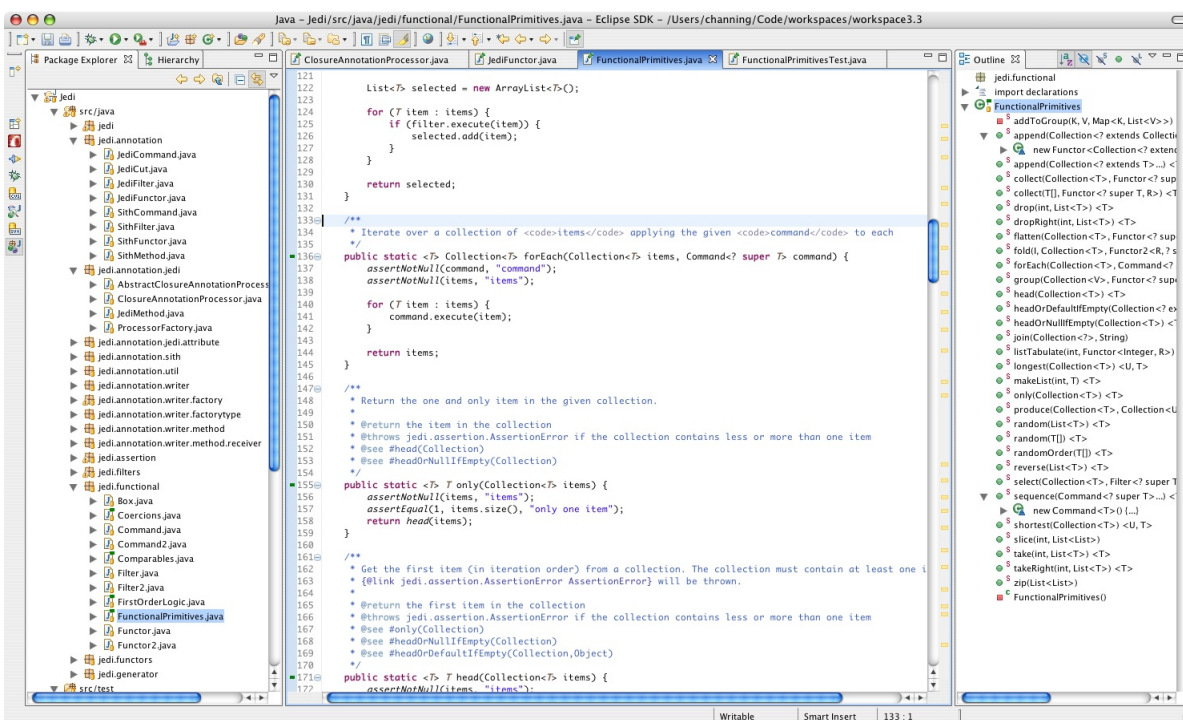 Java - Jedi/src/java/jedi/functional/FunctionalPrimitives.java - Eclipse SDK - /Users/channing/Code/workspaces/workspace3.3
Package Explorer
Hierarchy
Jedi
src/java
jedi
jedi.annotation
JediCommand.java
JediCut.java
JediFilter.java
JediFunctor.java
SithCommand.java
SithFilter.java
SithFunctor.java
SithMethod.java
jedi.annotation.jedi
AbstractClosureAnnotationProcess
ClosureAnnotationProcessor.java
JediMethod.java
ProcessorFactory.java
jedi.annotation.jedi.attribute
jedi.annotation.sith
jedi.annotation.util
jedi.annotation.writer
jedi.annotation.writer.factory
jedi.annotation.writer.factorytype
jedi.annotation.writer.method
jedi.annotation.writer.method.receiver
jedi.assertion
jedi.filters
jedi.functional
Box.java
Coercions.java
Command.java
Command2.java
Comparables.java
Filter.java
Filter2.java
FirstOrderLogic.java
FunctionalPrimitives.java
Functor.java
Functor2.java
jedi.functors
jedi.generator
src/test
ClosureAnnotationProcessor.java
JediFunctor.java
FunctionalPrimitives.java
FunctionalPrimitivesTest.java
121
122 List<T> selected = new ArrayList<T>();
123
124 for (T item : items) {
125 if (filter.execute(item)) {
126 selected.add(item);
127 }
128 }
129
130 return selected;
131 }
132
133 /**
134 * Iterate over a collection of <code>items</code> applying the given <code>command</code> to each
135 */
136 public static <T> Collection<T> forEach(Collection<T> items, Command<? super T> command) {
137 assertNotNull(command, "command");
138 assertNotNull(items, "items");
139
140 for (T item : items) {
141 command.execute(item);
142 }
143
144 return items;
145 }
146
147 /**
148 * Return the one and only item in the given collection.
149 *
150 * @return the item in the collection
151 * @throws jedi.assertion.AssertionError if the collection contains less or more than one item
152 * @see #head(Collection)
153 * @see #headOrNullIfEmpty(Collection)
154 */
155 public static <T> T only(Collection<T> items) {
156 assertNotNull(items, "items");
157 assertEqual(1, items.size(), "only one item");
158 return head(items);
159 }
160
161 /**
162 * Get the first item (in iteration order) from a collection. The collection must contain at least one i
163 * {@link jedi.assertion.AssertionError AssertionError} will be thrown.
164 *
165 * @return the first item in the collection
166 * @throws jedi.assertion.AssertionError if the collection contains less or more than one item
167 * @see #only(Collection)
168 * @see #headOrNullIfEmpty(Collection)
169 * @see #headOrDefaultIfEmpty(Collection,Object)
170 */
171 public static <T> T head(Collection<T> items) {
172 assertNotNull(items, "items");
Outline
jedi.functional
import declarations
FunctionalPrimitives
addToGroup(K, V, Map<K, List<V>>)
append(Collection<? extends Collecti
new Functor<Collection<? extend
append(Collection<? extends T>...) <
collect(Collection<T>, Functor<? sup
collect(T[], Functor<? super T, R>) <T
drop(int, List<T>) <T>
dropRight(int, List<T>) <T>
flatten(Collection<T>, Functor<? sup
fold(I, Collection<T>, Functor2<R, ? s
forEach(Collection<T>, Command<?
group(Collection<V>, Functor<? supe
head(Collection<T>) <T>
headOrDefaultIfEmpty(Collection<? ex
headOrNullIfEmpty(Collection<T>) <T
join(Collection<?>, String)
listTabulate(int, Functor<Integer, R>)
longest(Collection<T>) <U, T>
makeList(int, T) <T>
only(Collection<T>) <T>
produce(Collection<T>, Collection<U
random(List<T>) <T>
random(T[]) <T>
randomOrder(T[]) <T>
reverse(List<T>) <T>
select(Collection<T>, Filter<? super T
sequence(Command<? super T>...) <
new Command<T>() {...}
shortest(Collection<T>) <U, T>
slice(int, List<List>)
take(int, List<T>) <T>
takeRight(int, List<T>) <T>
zip(List<List>)
FunctionalPrimitives()
Writable
Smart Insert
133 : 1